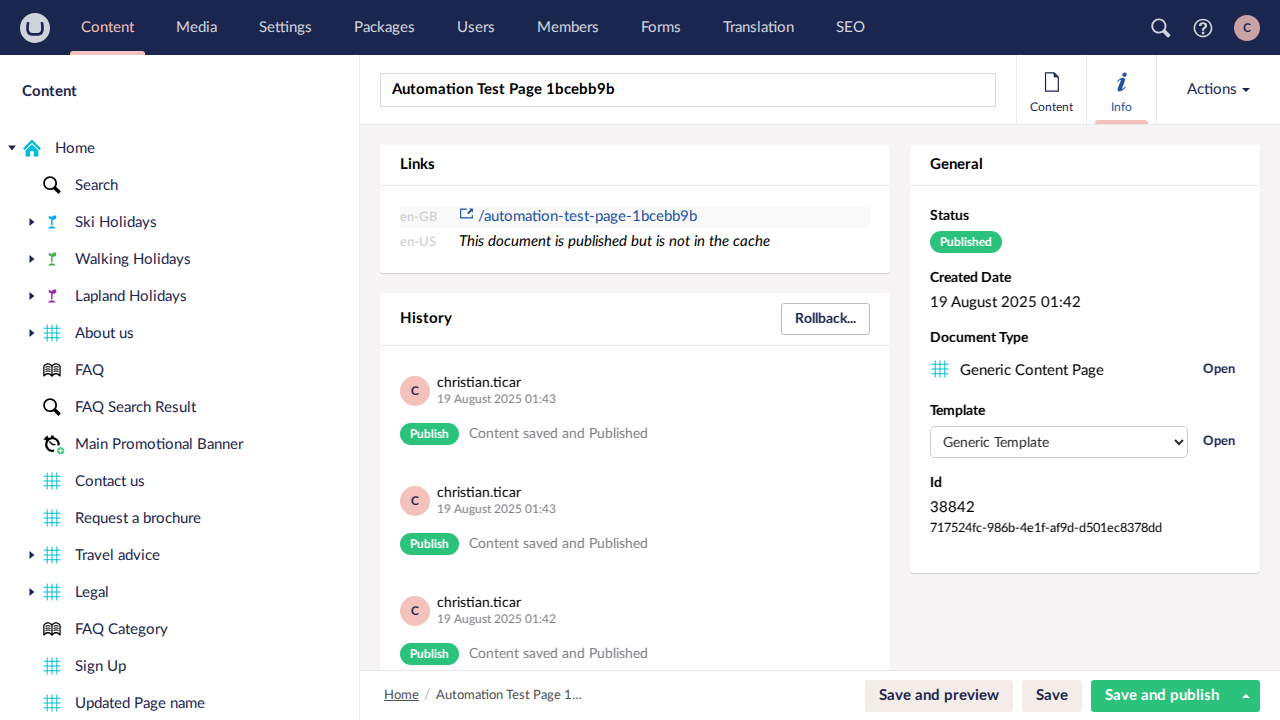 Content
Media
Settings
Packages
Users
Members
Forms
Translation
SEO
C
Content
Home
Search
Ski Holidays
Walking Holidays
Lapland Holidays
About us
FAQ
FAQ Search Result
Main Promotional Banner
Contact us
Request a brochure
Travel advice
Legal
FAQ Category
Sign Up
Updated Page name
Automation Test Page 1bcebb9b
Content
Info
Actions
Links
en-GB /automation-test-page-1bcebb9b
en-US This document is published but is not in the cache
History
Rollback...
C
christian.ticar
19 August 2025 01:43
Publish Content saved and Published
C
christian.ticar
19 August 2025 01:43
Publish Content saved and Published
C
christian.ticar
19 August 2025 01:42
Publish Content saved and Published
General
Status
Published
Created Date
19 August 2025 01:42
Document Type
Generic Content Page Open
Template
Generic Template Open
Id
38842
717524fc-986b-4e1f-af9d-d501ec8378dd
Home / Automation Test Page 1...
Save and preview
Save
Save and publish